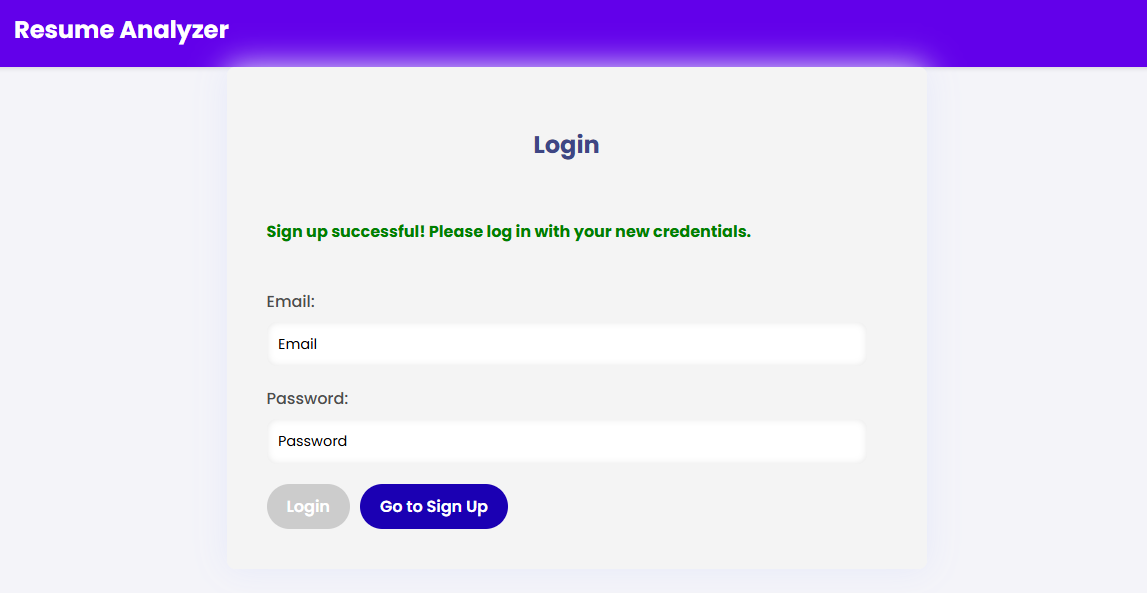 Resume Analyzer
Login
Sign up successful! Please log in with your new credentials.
Email:
Email
Password:
Password
Login Go to Sign Up